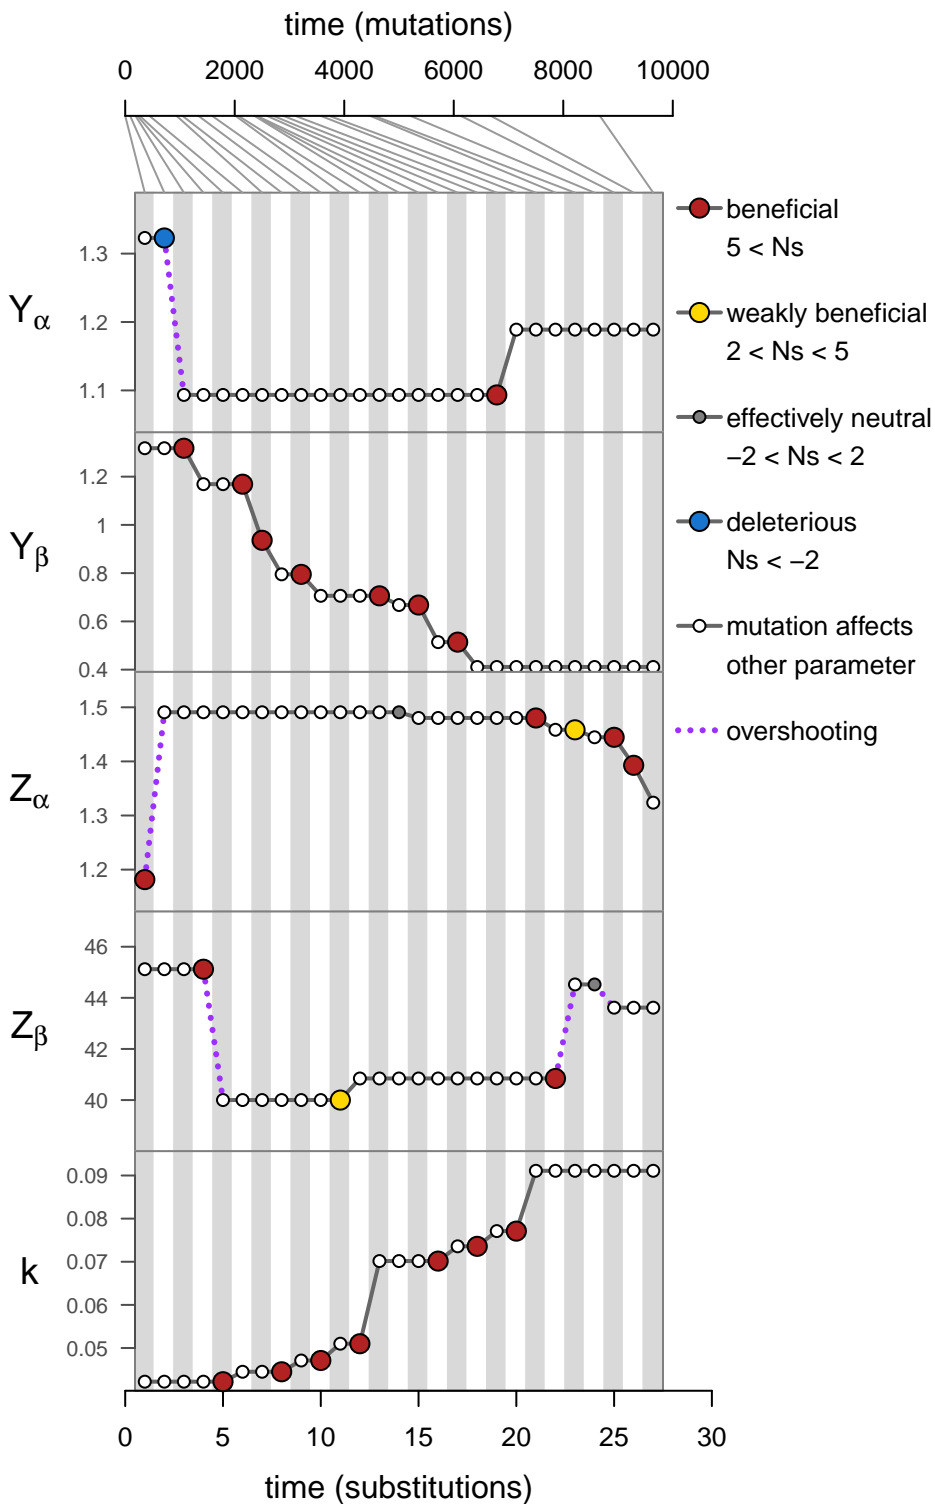 time (mutations)
0 2000 4000 6000 8000 10000
Yα
1.3
1.2
1.1
Yβ
1.2
1
0.8
0.6
0.4
Zα
1.5
1.4
1.3
1.2
Zβ
46
44
42
40
k
0.09
0.08
0.07
0.06
0.05
0 5 10 15 20 25 30
time (substitutions)
beneficial
5 < Ns
weakly beneficial
2 < Ns < 5
effectively neutral
−2 < Ns < 2
deleterious
Ns < −2
mutation affects
other parameter
overshooting